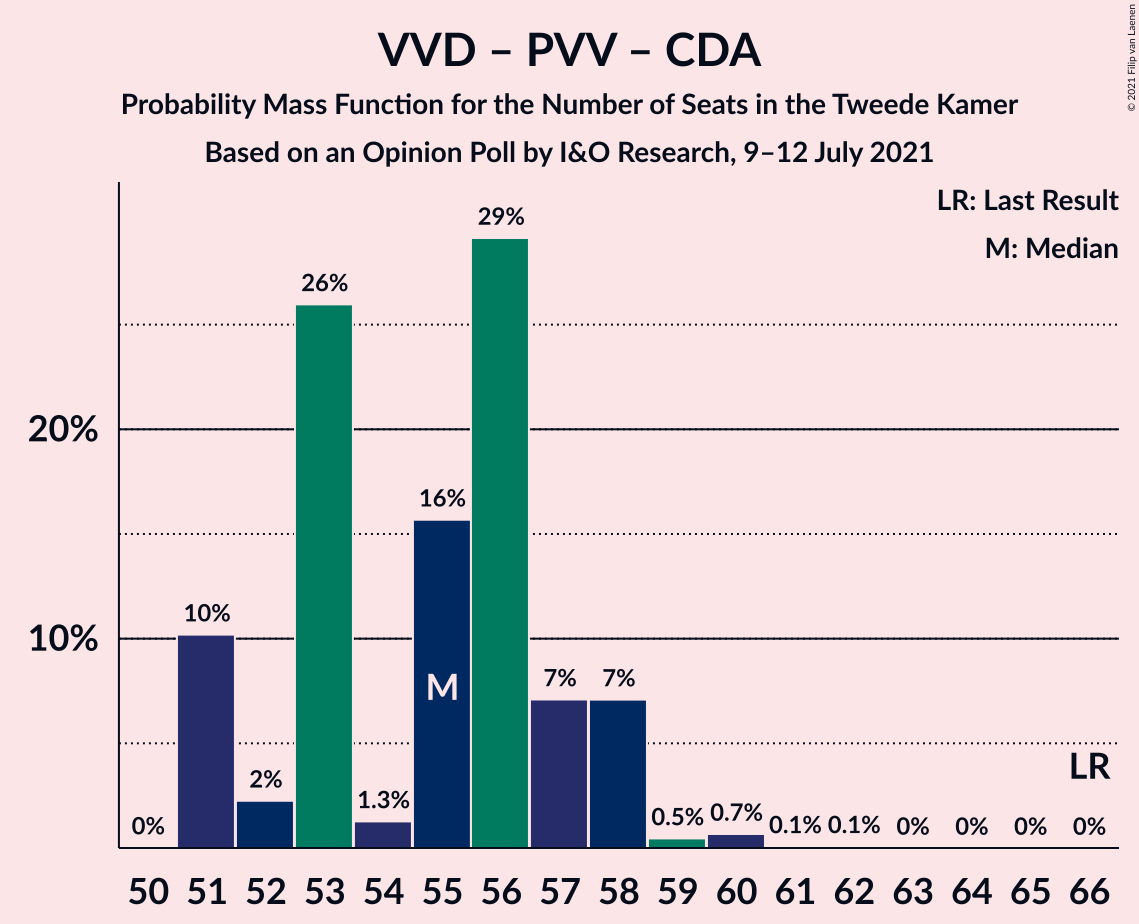 VVD – PVV – CDA
Probability Mass Function for the Number of Seats in the Tweede Kamer
Based on an Opinion Poll by I&O Research, 9–12 July 2021
© 2021 Filip van Laenen
LR: Last Result
M: Median
29%
26%
20%
16%
10%
10%
M
7%
7%
LR
2%
1.3%
0%
0.5%
0.7%
0.1%
0.1%
0%
0%
0%
0%
50 51 52 53 54 55 56 57 58 59 60 61 62 63 64 65 66